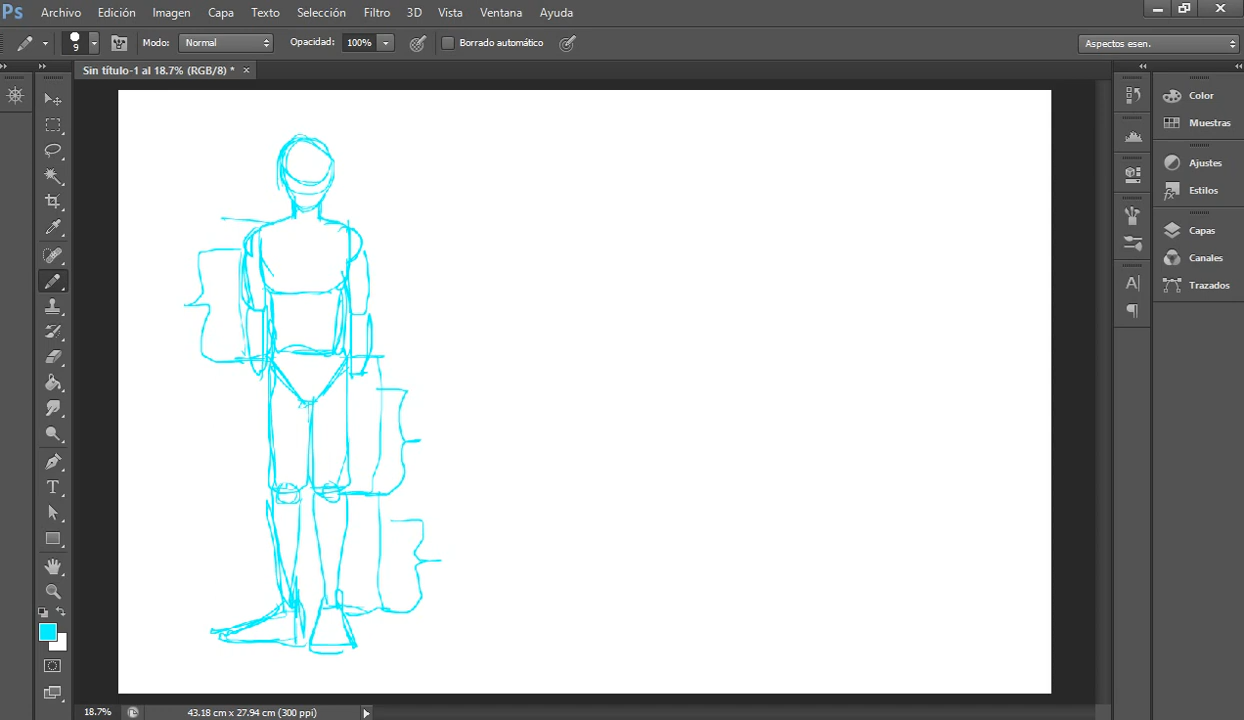 Ps Archivo Edición Imagen Capa Texto Selección Filtro 3D Vista Ventana Ayuda
9 Modo: Normal Opacidad: 100% Borrado automático Aspectos esen.
Sin título-1 al 18.7% (RGB/8) * ×
Color
Muestras
Ajustes
Estilos
Capas
Canales
Trazados
18.7% 43.18 cm x 27.94 cm (300 ppi)